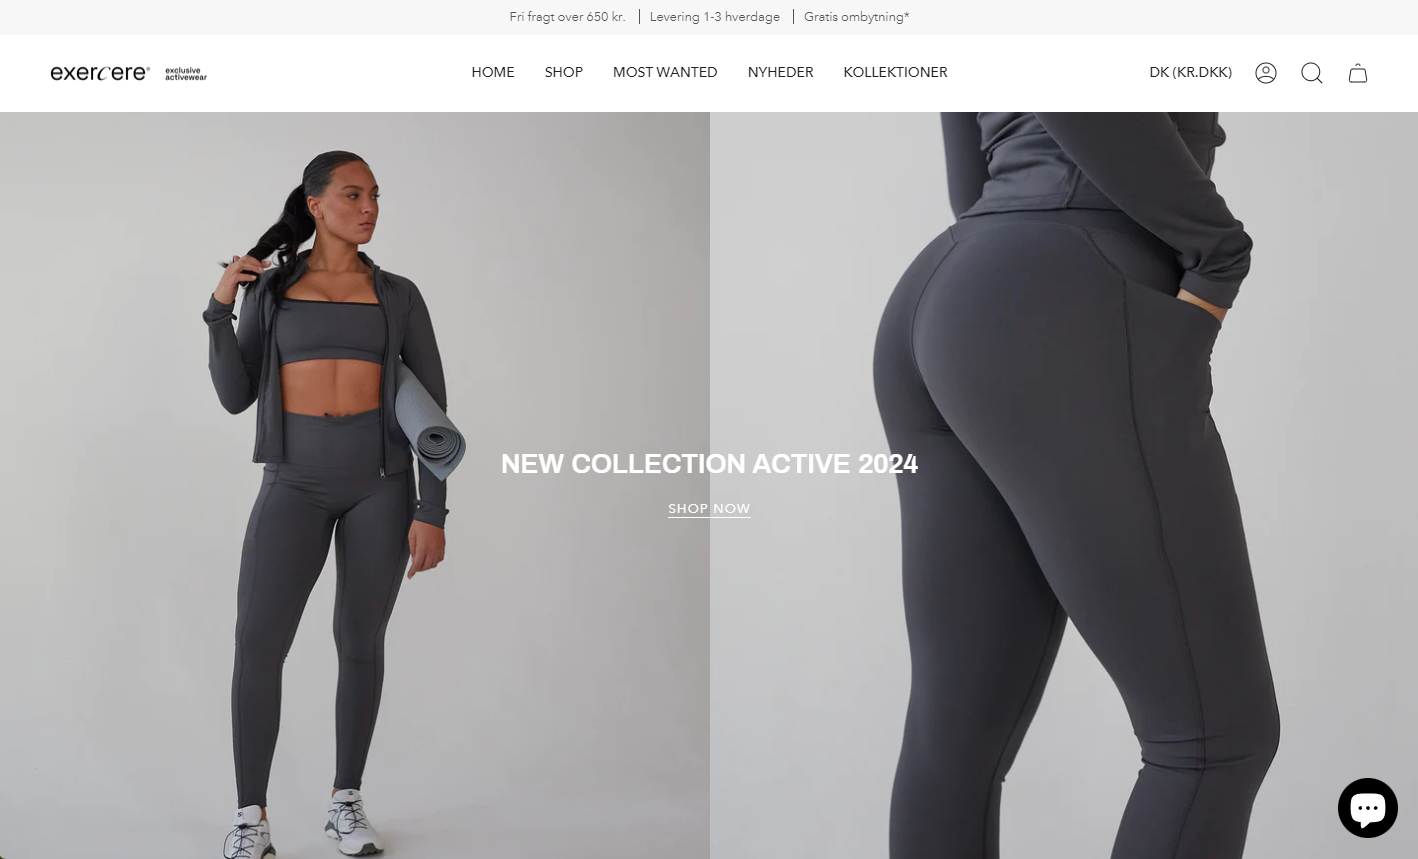 Fri fragt over 650 kr. Levering 1-3 hverdage Gratis ombytning*
exercere® exclusive activewear
HOME SHOP MOST WANTED NYHEDER KOLLEKTIONER DK (KR.DKK)
NEW COLLECTION ACTIVE 2024
SHOP NOW